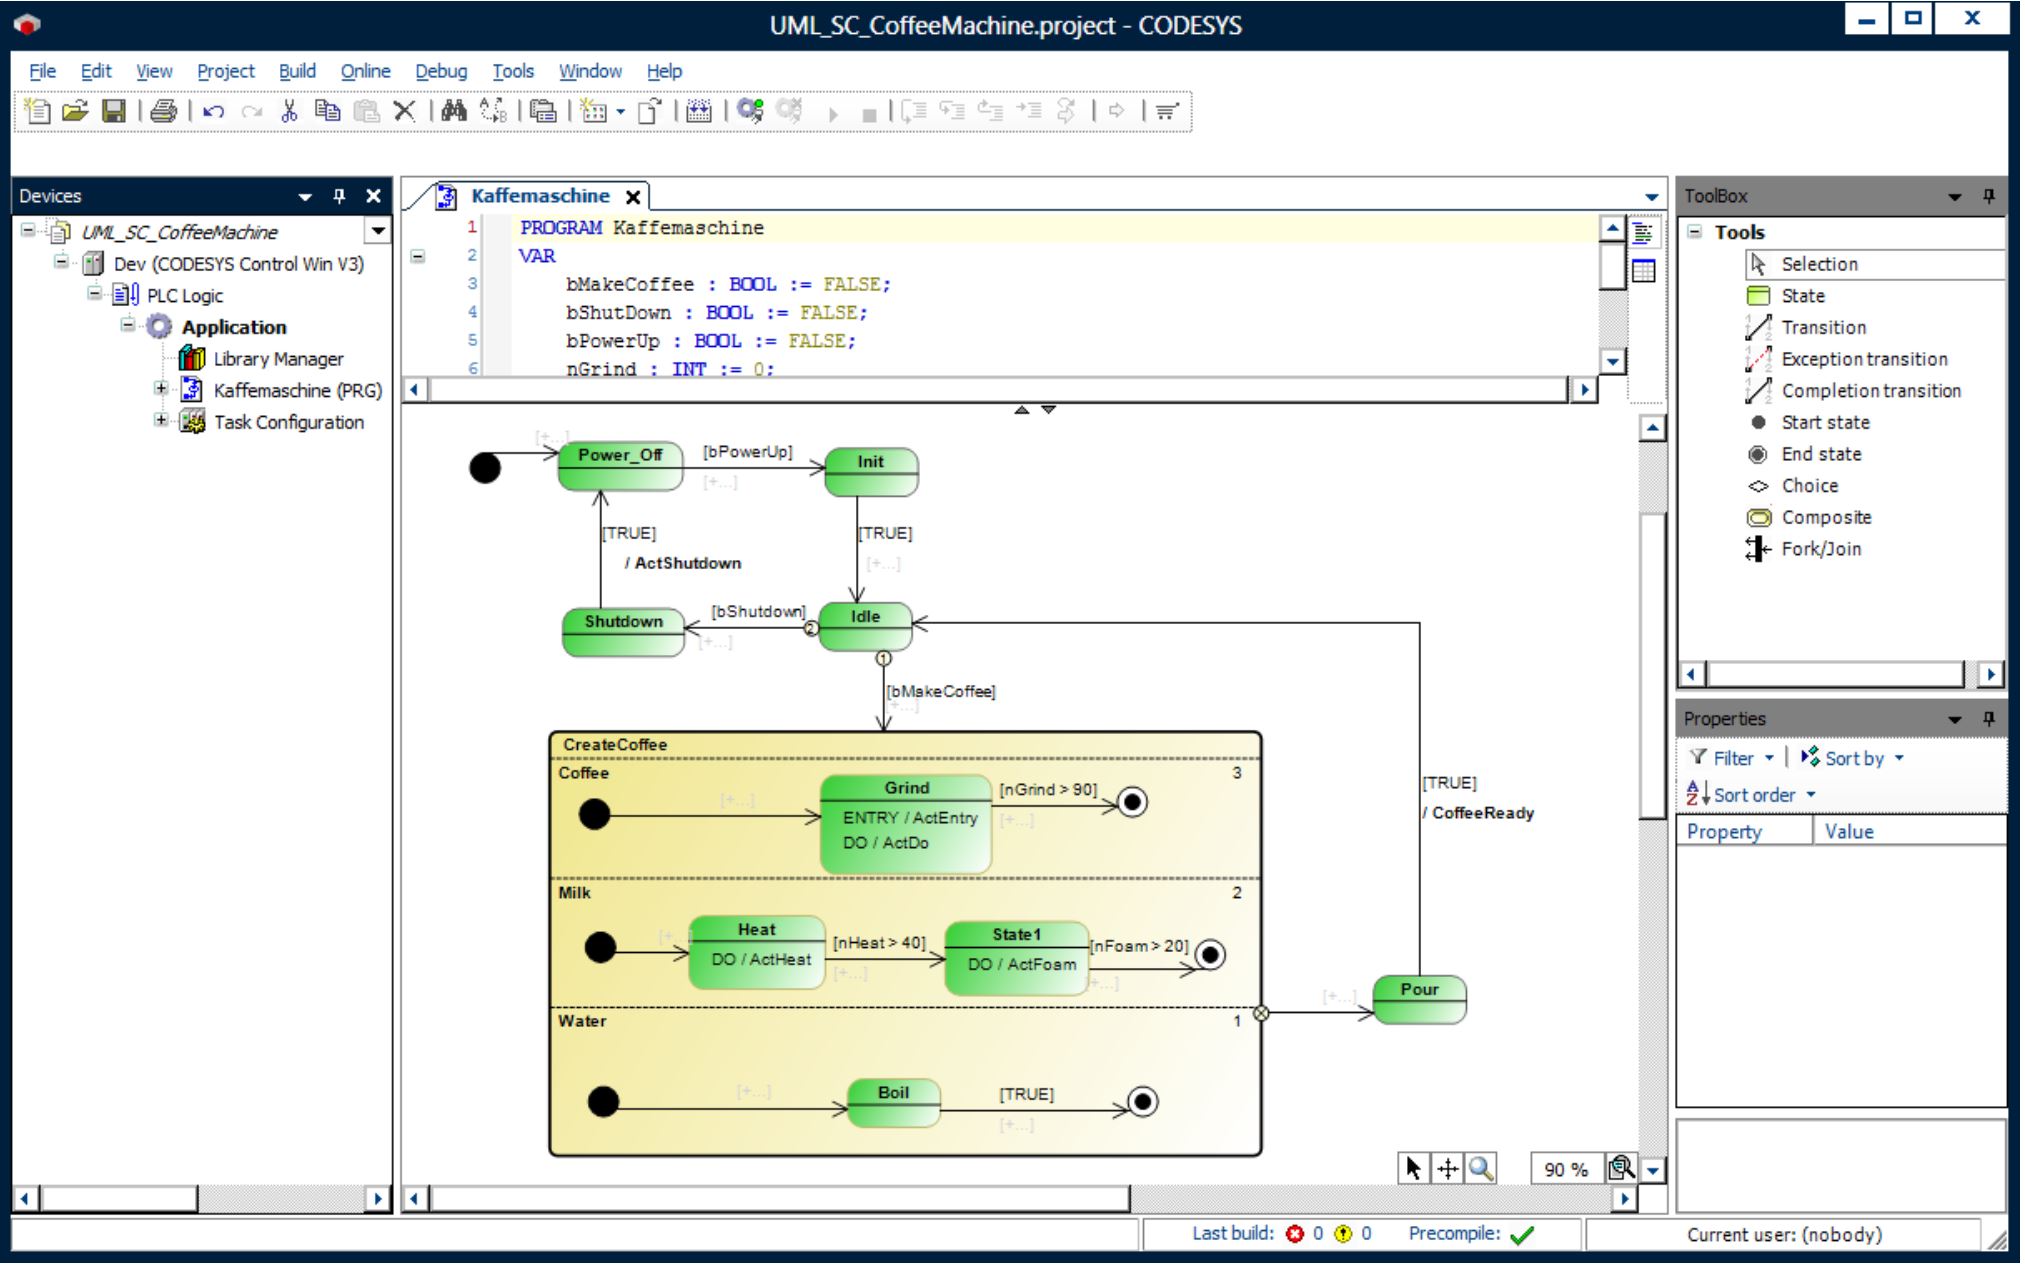 UML_SC_CoffeeMachine.project - CODESYS
File Edit View Project Build Online Debug Tools Window Help
Devices
UML_SC_CoffeeMachine
Dev (CODESYS Control Win V3)
PLC Logic
Application
Library Manager
Kaffemaschine (PRG)
Task Configuration
Kaffemaschine
1 PROGRAM Kaffemaschine
2 VAR
3 bMakeCoffee : BOOL := FALSE;
4 bShutDown : BOOL := FALSE;
5 bPowerUp : BOOL := FALSE;
6 nGrind : INT := 0;
[+...]
Power_Off
[bPowerUp]
[+...]
Init
[TRUE]
/ ActShutdown
[TRUE]
[+...]
Shutdown
[bShutdown]
[+...]
2
Idle
1
[bMakeCoffee]
[+...]
CreateCoffee
Coffee
3
[+...]
Grind
ENTRY / ActEntry
DO / ActDo
[nGrind > 90]
[+...]
Milk
2
[+...]
Heat
DO / ActHeat
[nHeat > 40]
[+...]
State1
DO / ActFoam
[nFoam > 20]
[+...]
Water
1
[+...]
Boil
[TRUE]
[+...]
[+...]
Pour
[TRUE]
/ CoffeeReady
90 %
ToolBox
Tools
Selection
State
Transition
Exception transition
Completion transition
Start state
End state
Choice
Composite
Fork/Join
Properties
Filter Sort by
Sort order
Property Value
Last build: 0 0 Precompile:
Current user: (nobody)